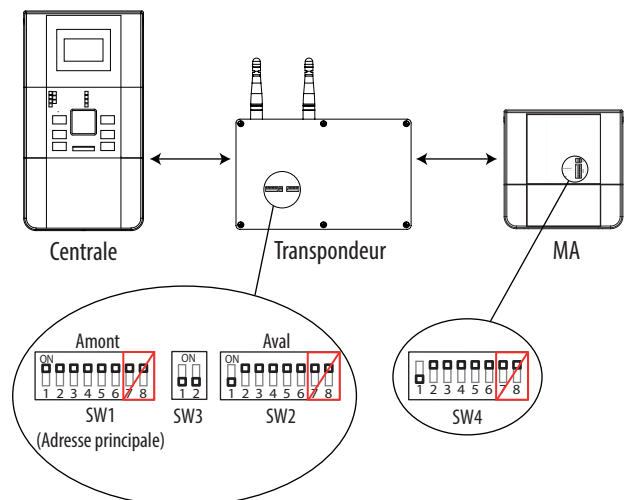 Centrale
Transpondeur
MA
Amont
ON
1 2 3 4 5 6 7 8
SW1
(Adresse principale)
ON
1 2
SW3
Aval
ON
1 2 3 4 5 6 7 8
SW2
1 2 3 4 5 6 7 8
SW4